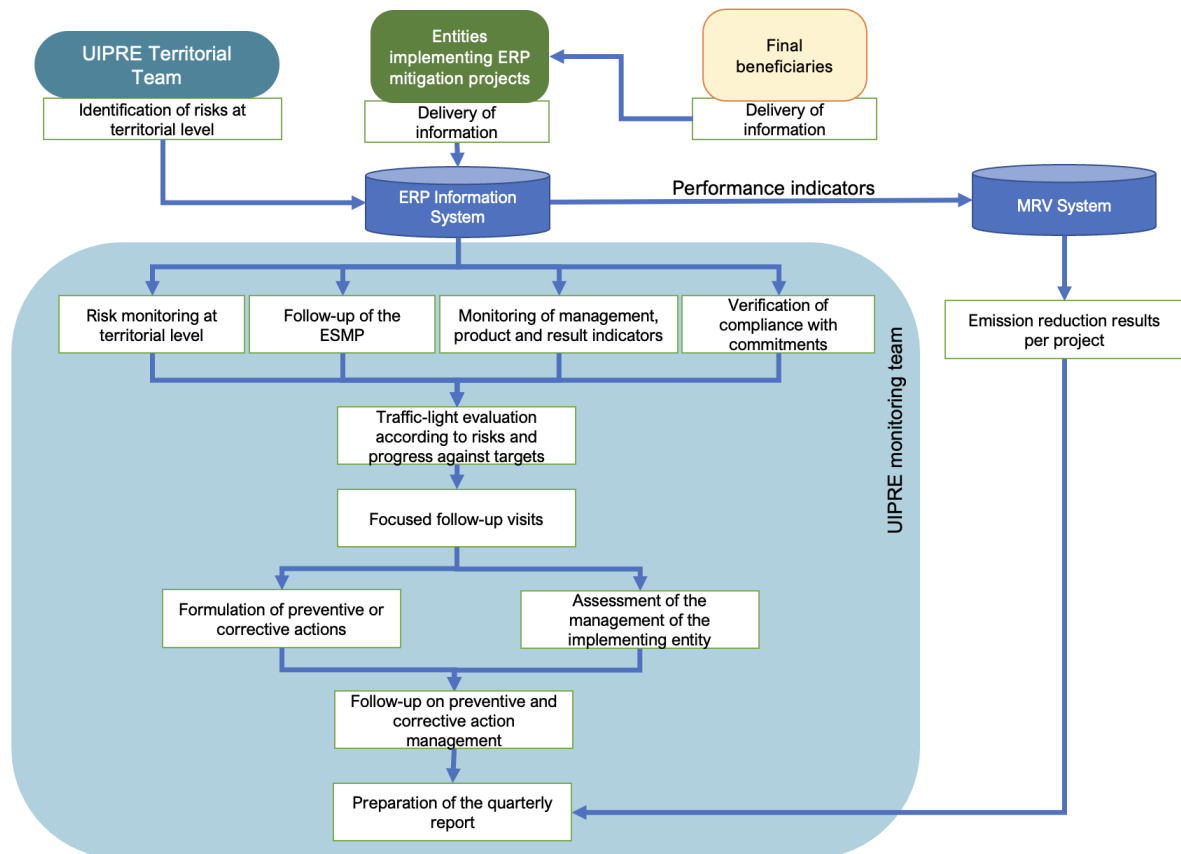 UIPRE Territorial
Team
Identification of risks at
territorial level
Entities
implementing ERP
mitigation projects
Delivery of
information
Final
beneficiaries
Delivery of
information
ERP Information
System
Performance indicators
MRV System
Risk monitoring at
territorial level
Follow-up of the
ESMP
Monitoring of management,
product and result indicators
Verification of
compliance with
commitments
Emission reduction results
per project
UIPRE monitoring team
Traffic-light evaluation
according to risks and
progress against targets
Focused follow-up visits
Formulation of preventive or
corrective actions
Assessment of the
management of the
implementing entity
Follow-up on preventive and
corrective action
management
Preparation of the quarterly
report